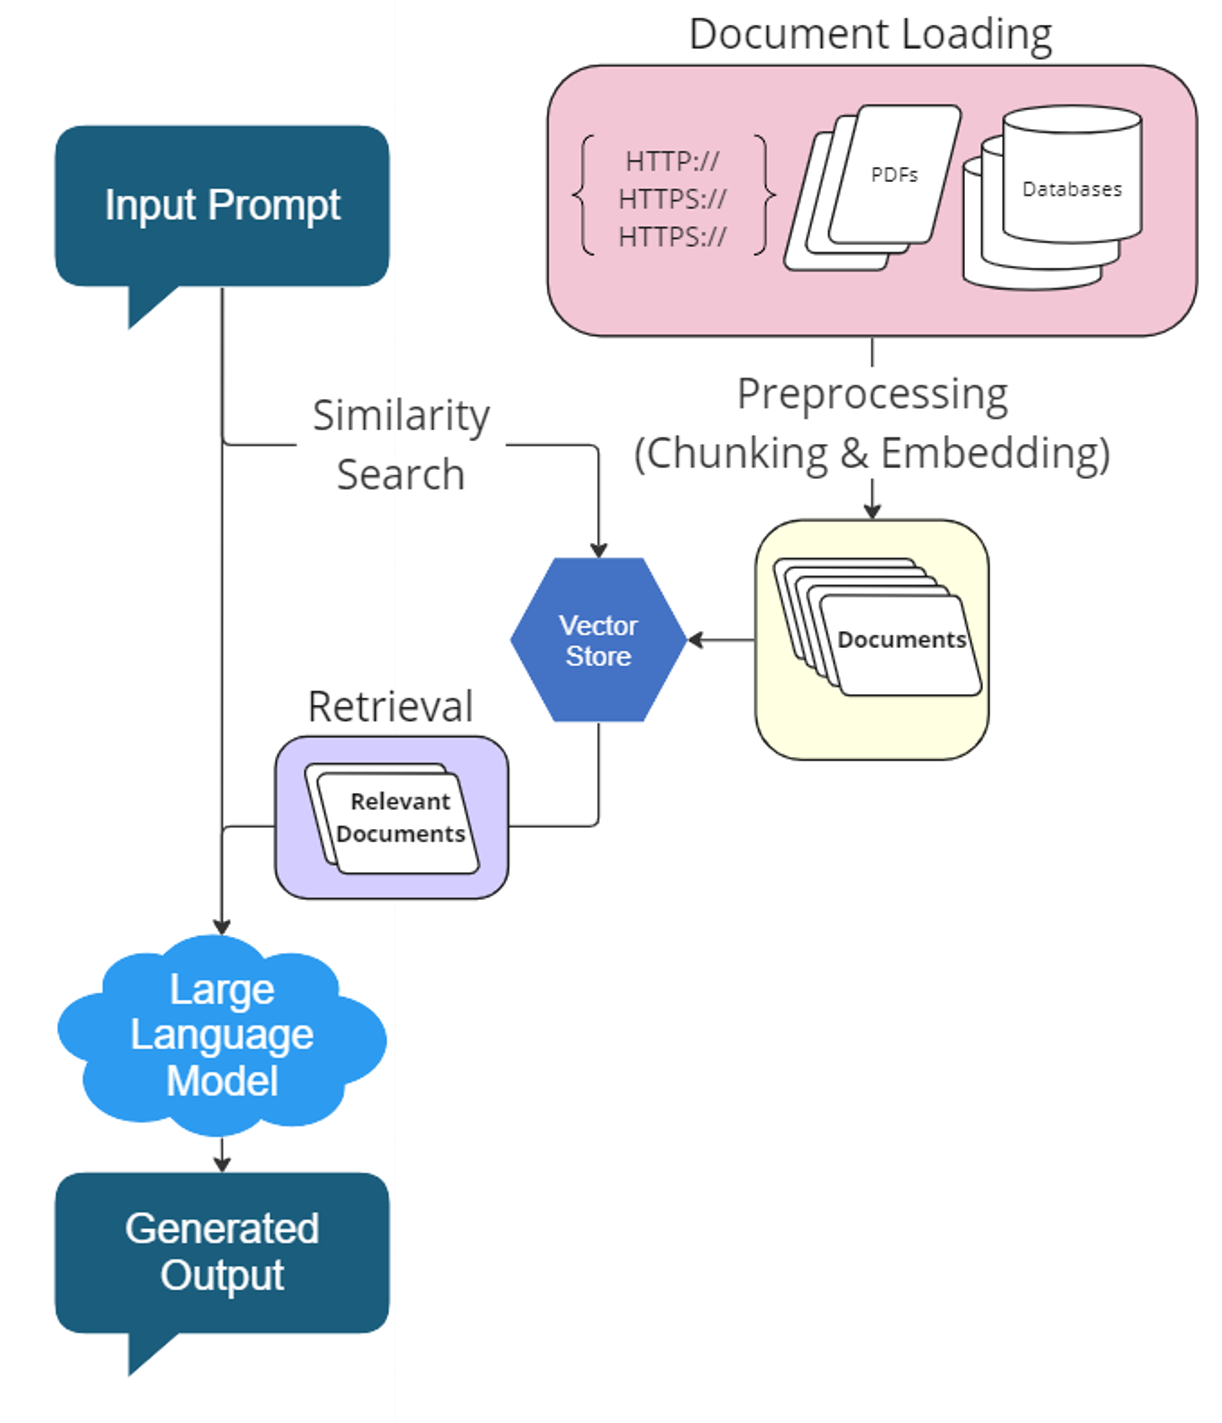 Document Loading
HTTP://
HTTPS://
HTTPS://
PDFs
Databases
Input Prompt
Preprocessing
(Chunking & Embedding)
Similarity
Search
Documents
Vector
Store
Retrieval
Relevant
Documents
Large
Language
Model
Generated
Output